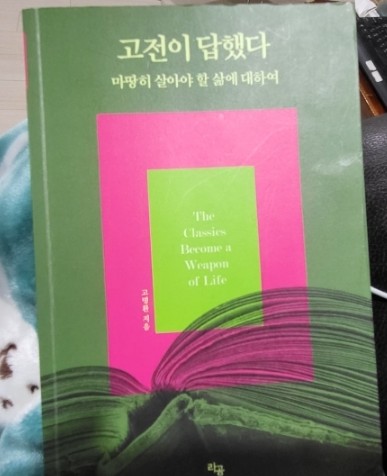 고전이 답했다
마땅히 살아야 할 삶에 대하여
The
Classics
Become a
Weapon
of Life
고명환 지음
라곰